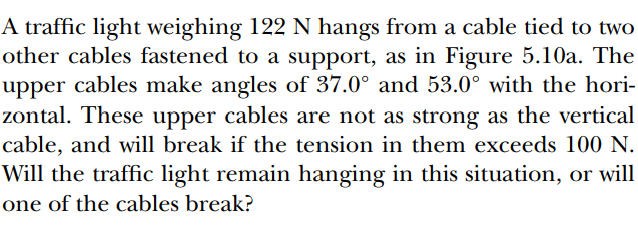 A traffic light weighing 122 N hangs from a cable tied to two
other cables fastened to a support, as in Figure 5.10a. The
upper cables make angles of 37.0° and 53.0° with the hori-
zontal. These upper cables are not as strong as the vertical
cable, and will break if the tension in them exceeds 100 N.
Will the traffic light remain hanging in this situation, or will
one of the cables break?